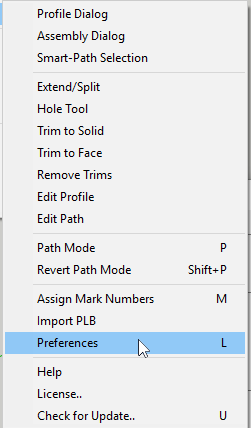 Profile Dialog
Assembly Dialog
Smart-Path Selection
Extend/Split
Hole Tool
Trim to Solid
Trim to Face
Remove Trims
Edit Profile
Edit Path
Path Mode P
Revert Path Mode Shift+P
Assign Mark Numbers M
Import PLB
Preferences L
Help
License..
Check for Update.. U